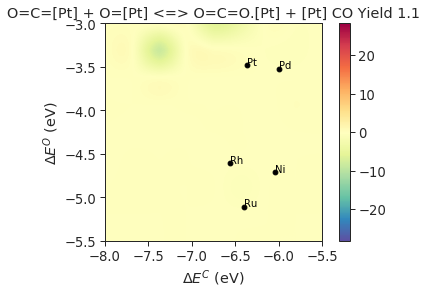 O=C=[Pt] + O=[Pt] <=> O=C=O.[Pt] + [Pt] CO Yield 1.1
−3.0
−3.5
−4.0
−4.5
−5.0
−5.5
ΔE^O (eV)
Pt
Pd
Rh
Ni
Ru
−8.0 −7.5 −7.0 −6.5 −6.0 −5.5
ΔE^C (eV)
20
10
0
−10
−20